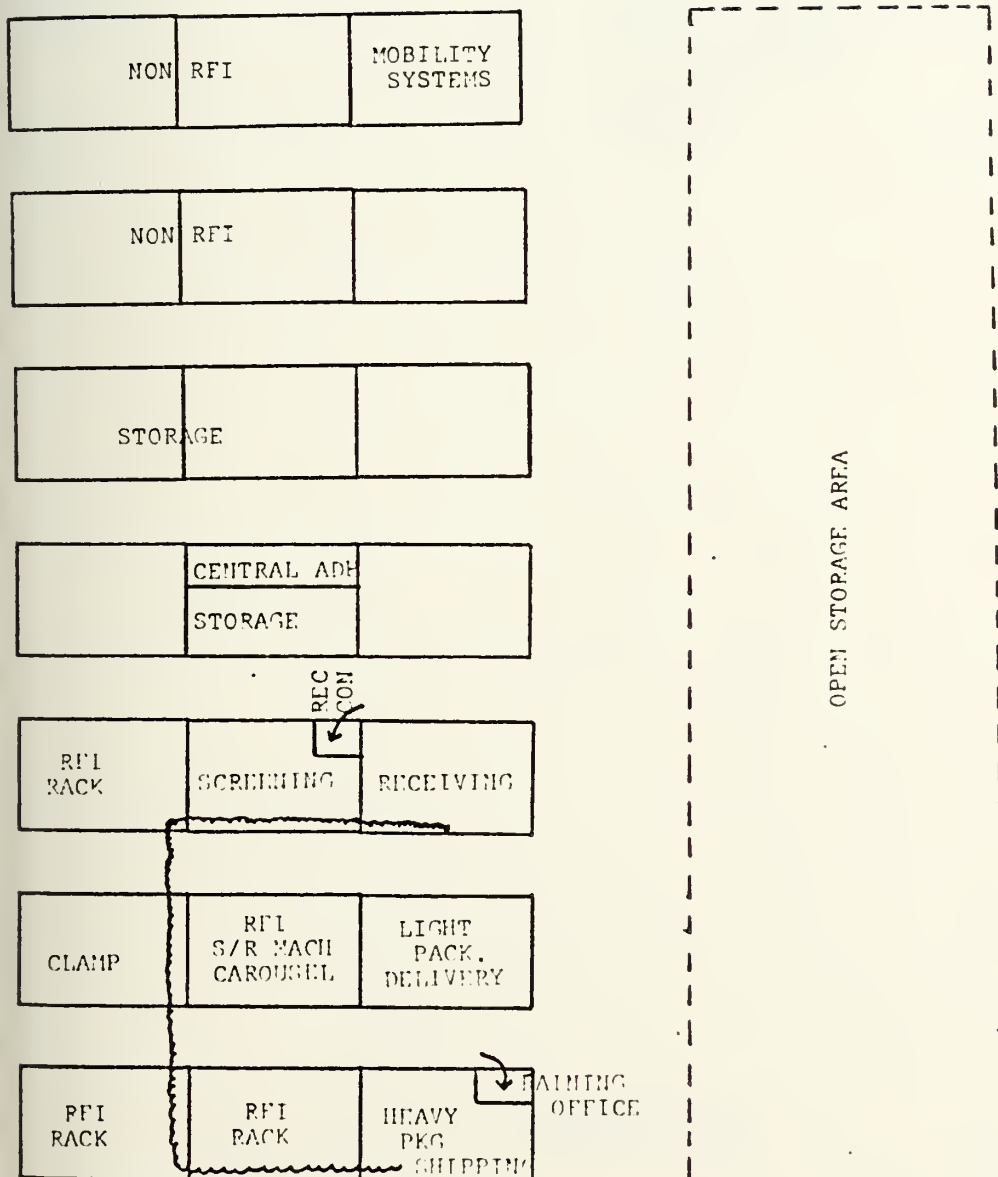 NON RFI
MOBILITY
SYSTEMS
NON RFI
STORAGE
CENTRAL ADM
STORAGE
REC
CON
RFI
RACK
SCREENING
RECEIVING
CLAMP
RFI
S/R MACH
CAROUSEL
LIGHT
PACK.
DELIVERY
RFI
RACK
RFI
RACK
HEAVY
PKG
SHIPPING
RAINING
OFFICE
OPEN STORAGE AREA